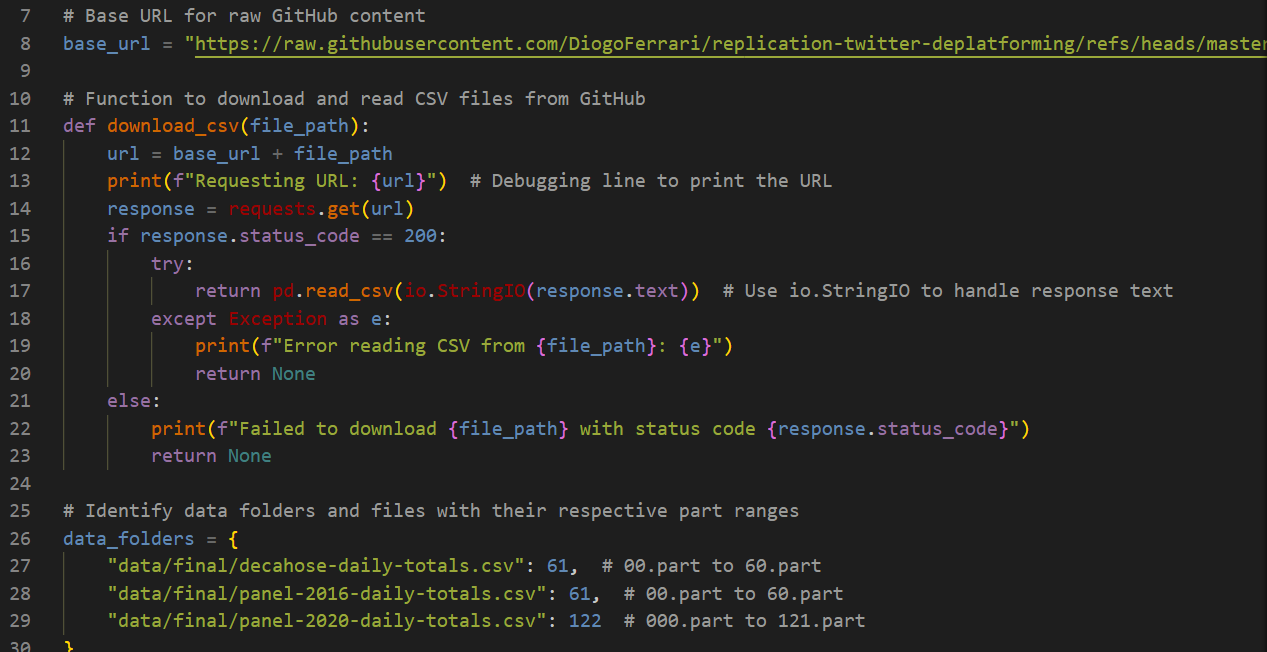 7 # Base URL for raw GitHub content
8 base_url = "https://raw.githubusercontent.com/DiogoFerrari/replication-twitter-deplatforming/refs/heads/master
9
10 # Function to download and read CSV files from GitHub
11 def download_csv(file_path):
12     url = base_url + file_path
13     print(f"Requesting URL: {url}")  # Debugging line to print the URL
14     response = requests.get(url)
15     if response.status_code == 200:
16         try:
17             return pd.read_csv(io.StringIO(response.text))  # Use io.StringIO to handle response text
18         except Exception as e:
19             print(f"Error reading CSV from {file_path}: {e}")
20             return None
21     else:
22         print(f"Failed to download {file_path} with status code {response.status_code}")
23         return None
24
25 # Identify data folders and files with their respective part ranges
26 data_folders = {
27     "data/final/decahose-daily-totals.csv": 61,  # 00.part to 60.part
28     "data/final/panel-2016-daily-totals.csv": 61,  # 00.part to 60.part
29     "data/final/panel-2020-daily-totals.csv": 122  # 000.part to 121.part
30 }